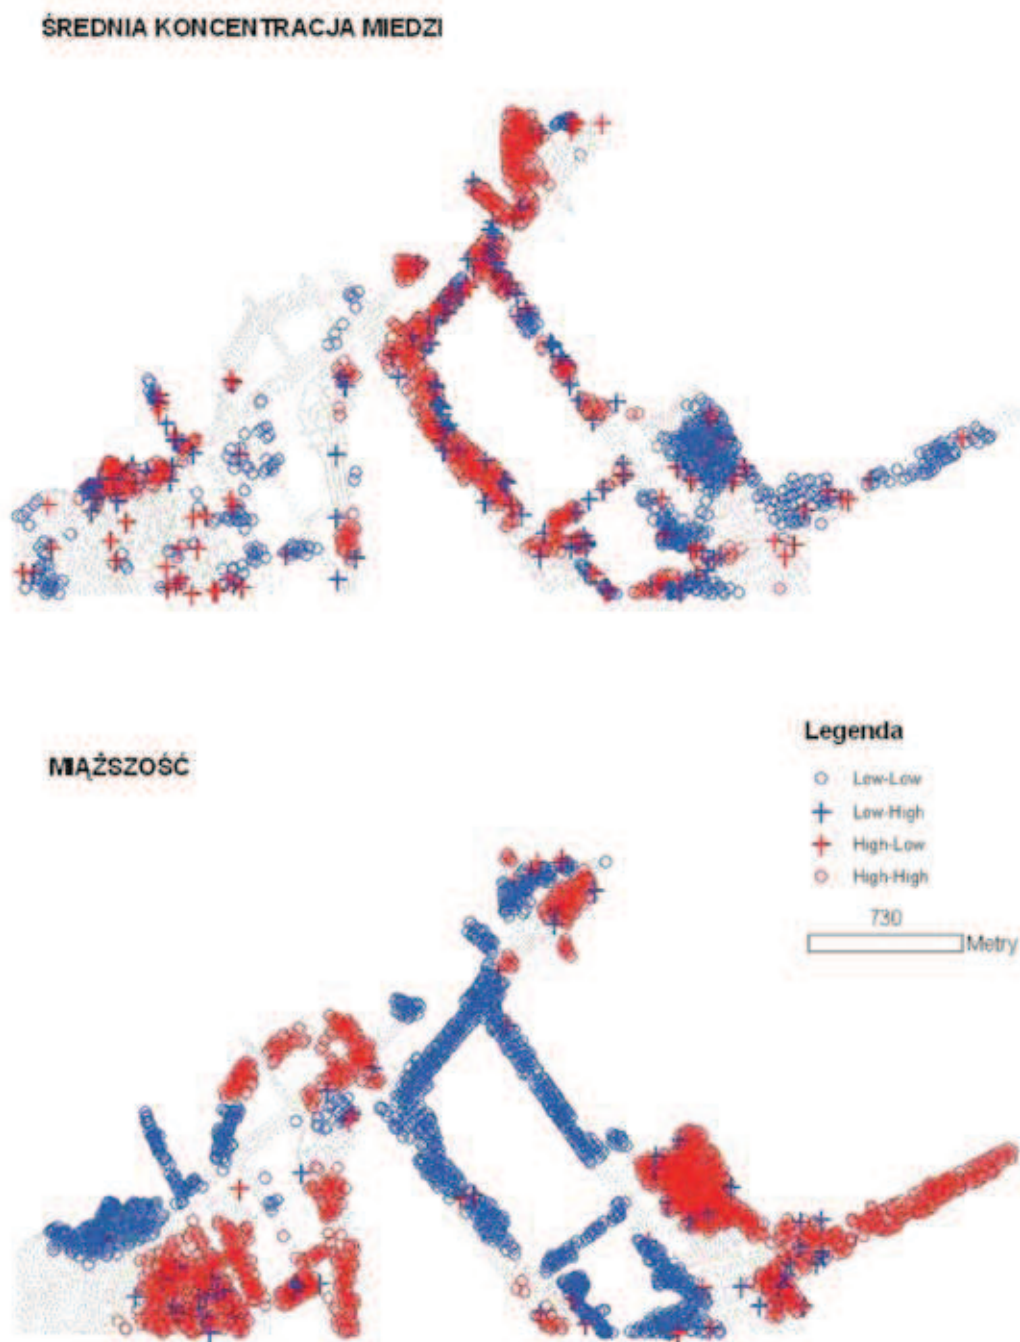 ŚREDNIA KONCENTRACJA MIEDZI
MIĄŻSZOŚĆ
Legenda
Low-Low
Low-High
High-Low
High-High
730
Metry